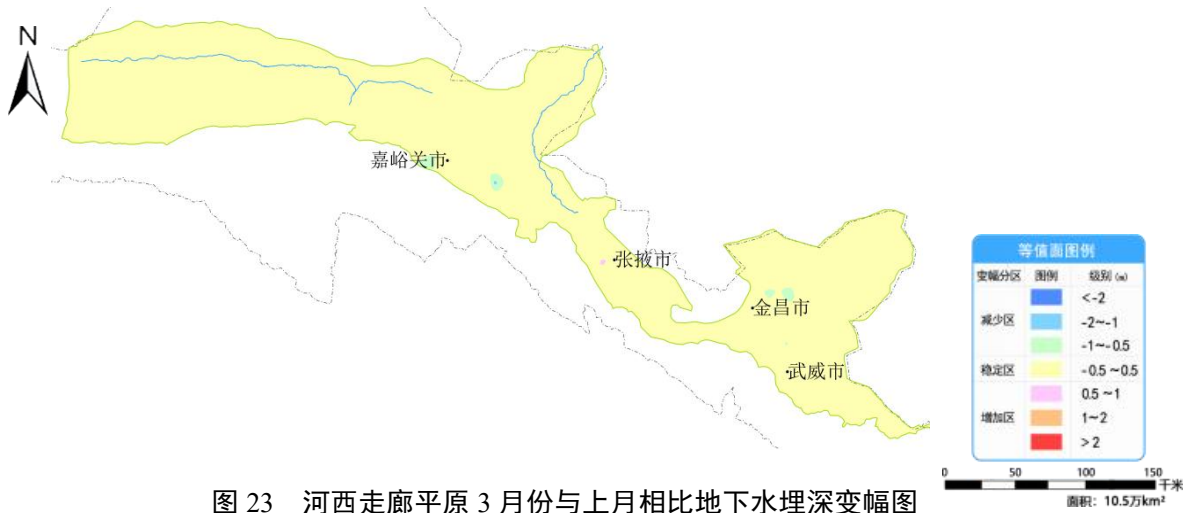 N
嘉峪关市
张掖市
金昌市
武威市
等值面图例
变幅分区 图例 级别 (m)
减少区
<-2
-2~-1
-1~-0.5
稳定区 -0.5~0.5
增加区
0.5~1
1~2
>2
0 50 100 150
千米
面积：10.5万km²
图 23 河西走廊平原 3 月份与上月相比地下水埋深变幅图